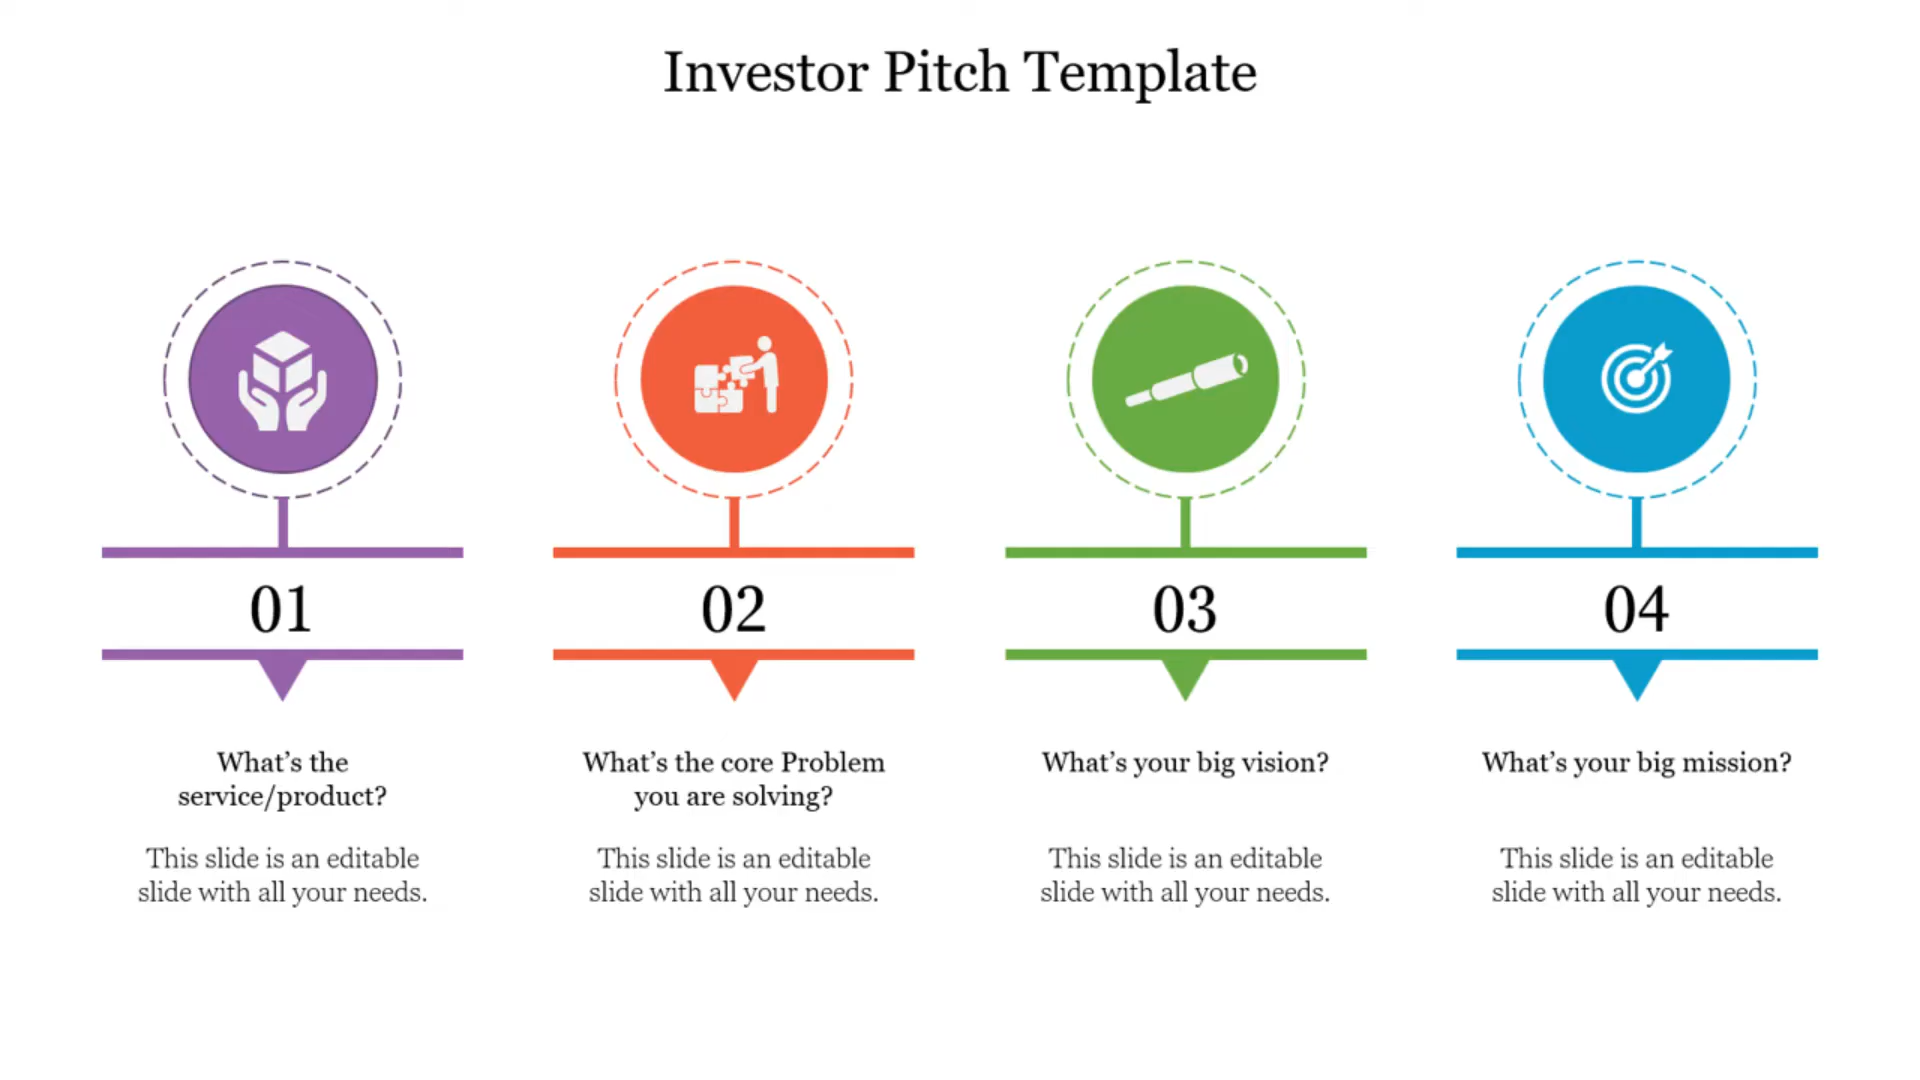 Investor Pitch Template
01
What’s the
service/product?
This slide is an editable
slide with all your needs.
02
What’s the core Problem
you are solving?
This slide is an editable
slide with all your needs.
03
What’s your big vision?
This slide is an editable
slide with all your needs.
04
What’s your big mission?
This slide is an editable
slide with all your needs.